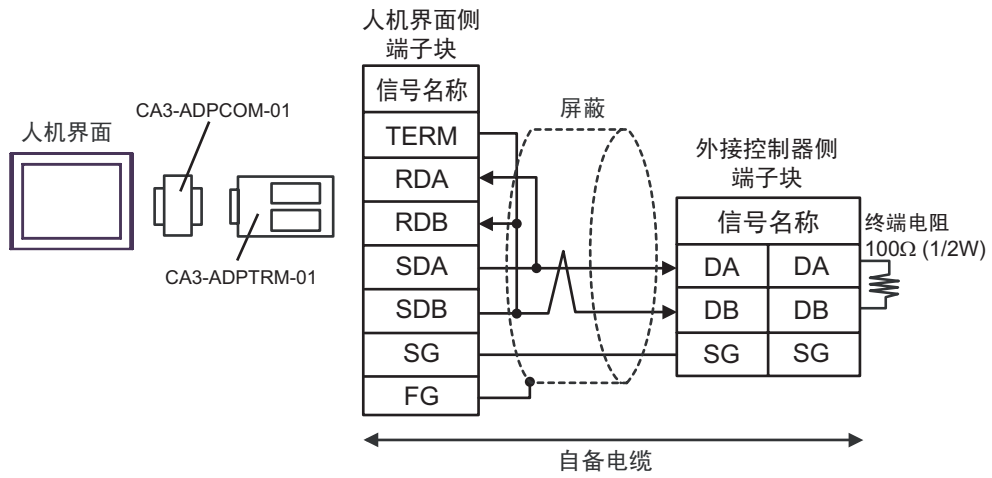 人机界面
CA3-ADPCOM-01
CA3-ADPTRM-01
人机界面侧
端子块
信号名称
TERM
RDA
RDB
SDA
SDB
SG
FG
屏蔽
外接控制器侧
端子块
信号名称
DA DA
DB DB
SG SG
终端电阻
100Ω (1/2W)
自备电缆